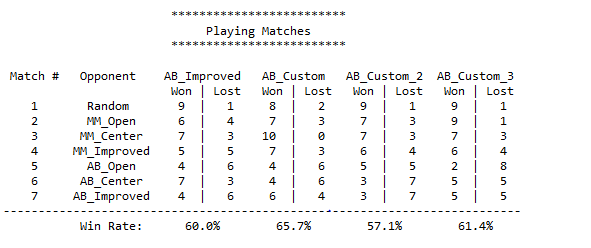 *************************
Playing Matches
*************************
Match # Opponent AB_Improved AB_Custom AB_Custom_2 AB_Custom_3
Won | Lost Won | Lost Won | Lost Won | Lost
1 Random 9 | 1 8 | 2 9 | 1 9 | 1
2 MM_Open 6 | 4 7 | 3 7 | 3 9 | 1
3 MM_Center 7 | 3 10 | 0 7 | 3 7 | 3
4 MM_Improved 5 | 5 7 | 3 6 | 4 6 | 4
5 AB_Open 4 | 6 4 | 6 5 | 5 2 | 8
6 AB_Center 7 | 3 4 | 6 3 | 7 5 | 5
7 AB_Improved 4 | 6 6 | 4 3 | 7 5 | 5
--------------------------------------------------------------------------
Win Rate: 60.0% 65.7% 57.1% 61.4%